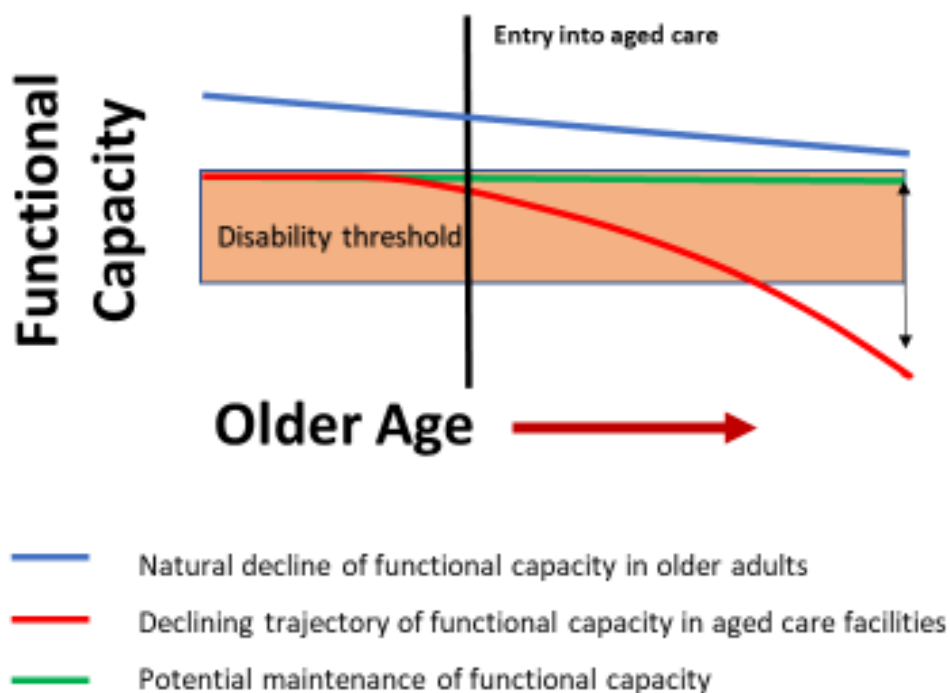 Entry into aged care
Functional
Capacity
Disability threshold
Older Age
Natural decline of functional capacity in older adults
Declining trajectory of functional capacity in aged care facilities
Potential maintenance of functional capacity